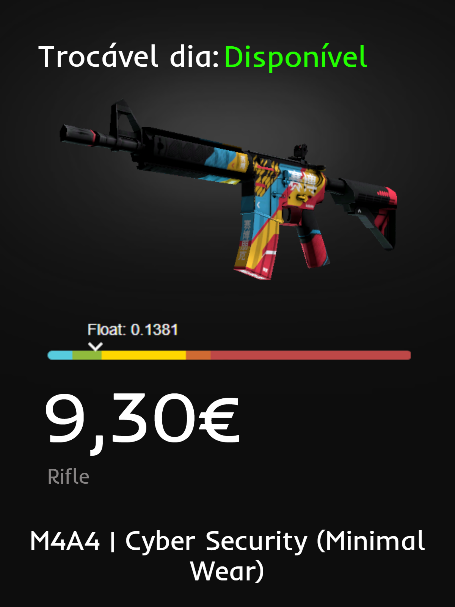 Trocável dia: Disponível
Float: 0.1381
9,30€
Rifle
M4A4 | Cyber Security (Minimal
Wear)